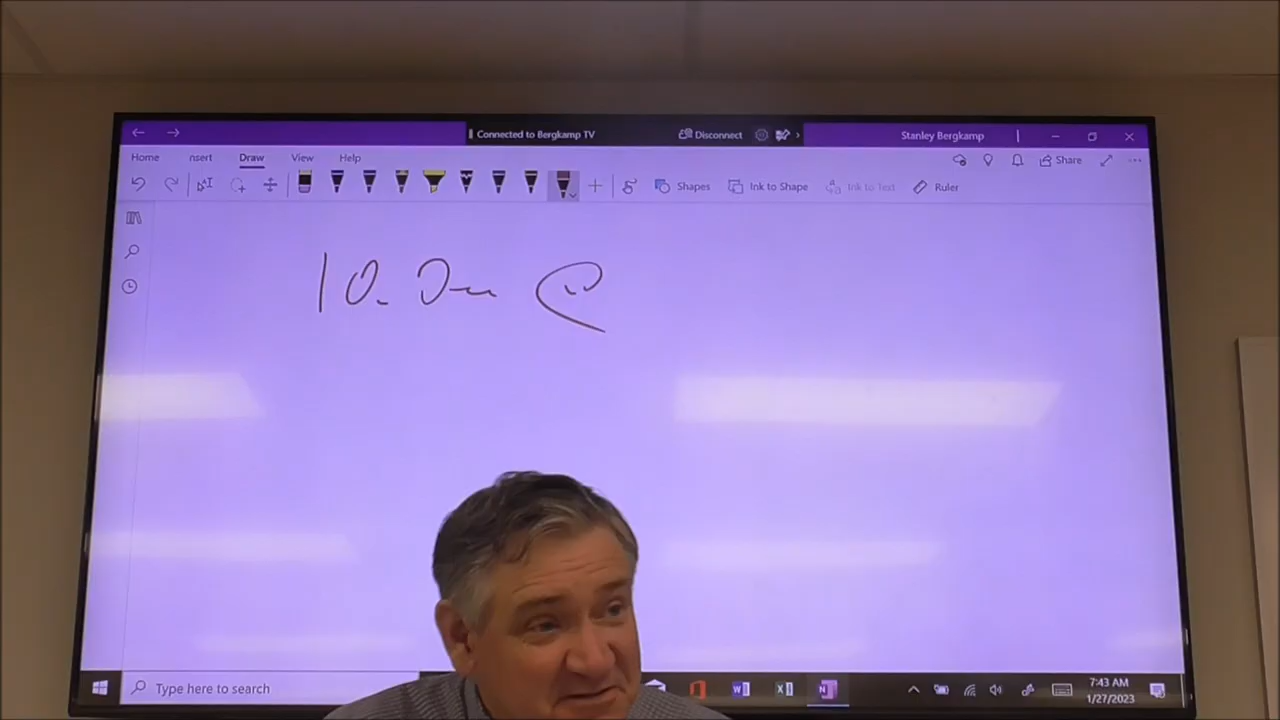 Connected to Bergkamp TV
Disconnect
Stanley Bergkamp
Home nsert Draw View Help
Share
Shapes Ink to Shape Ink to Text Ruler
10.
Type here to search
7:43 AM
1/27/2023